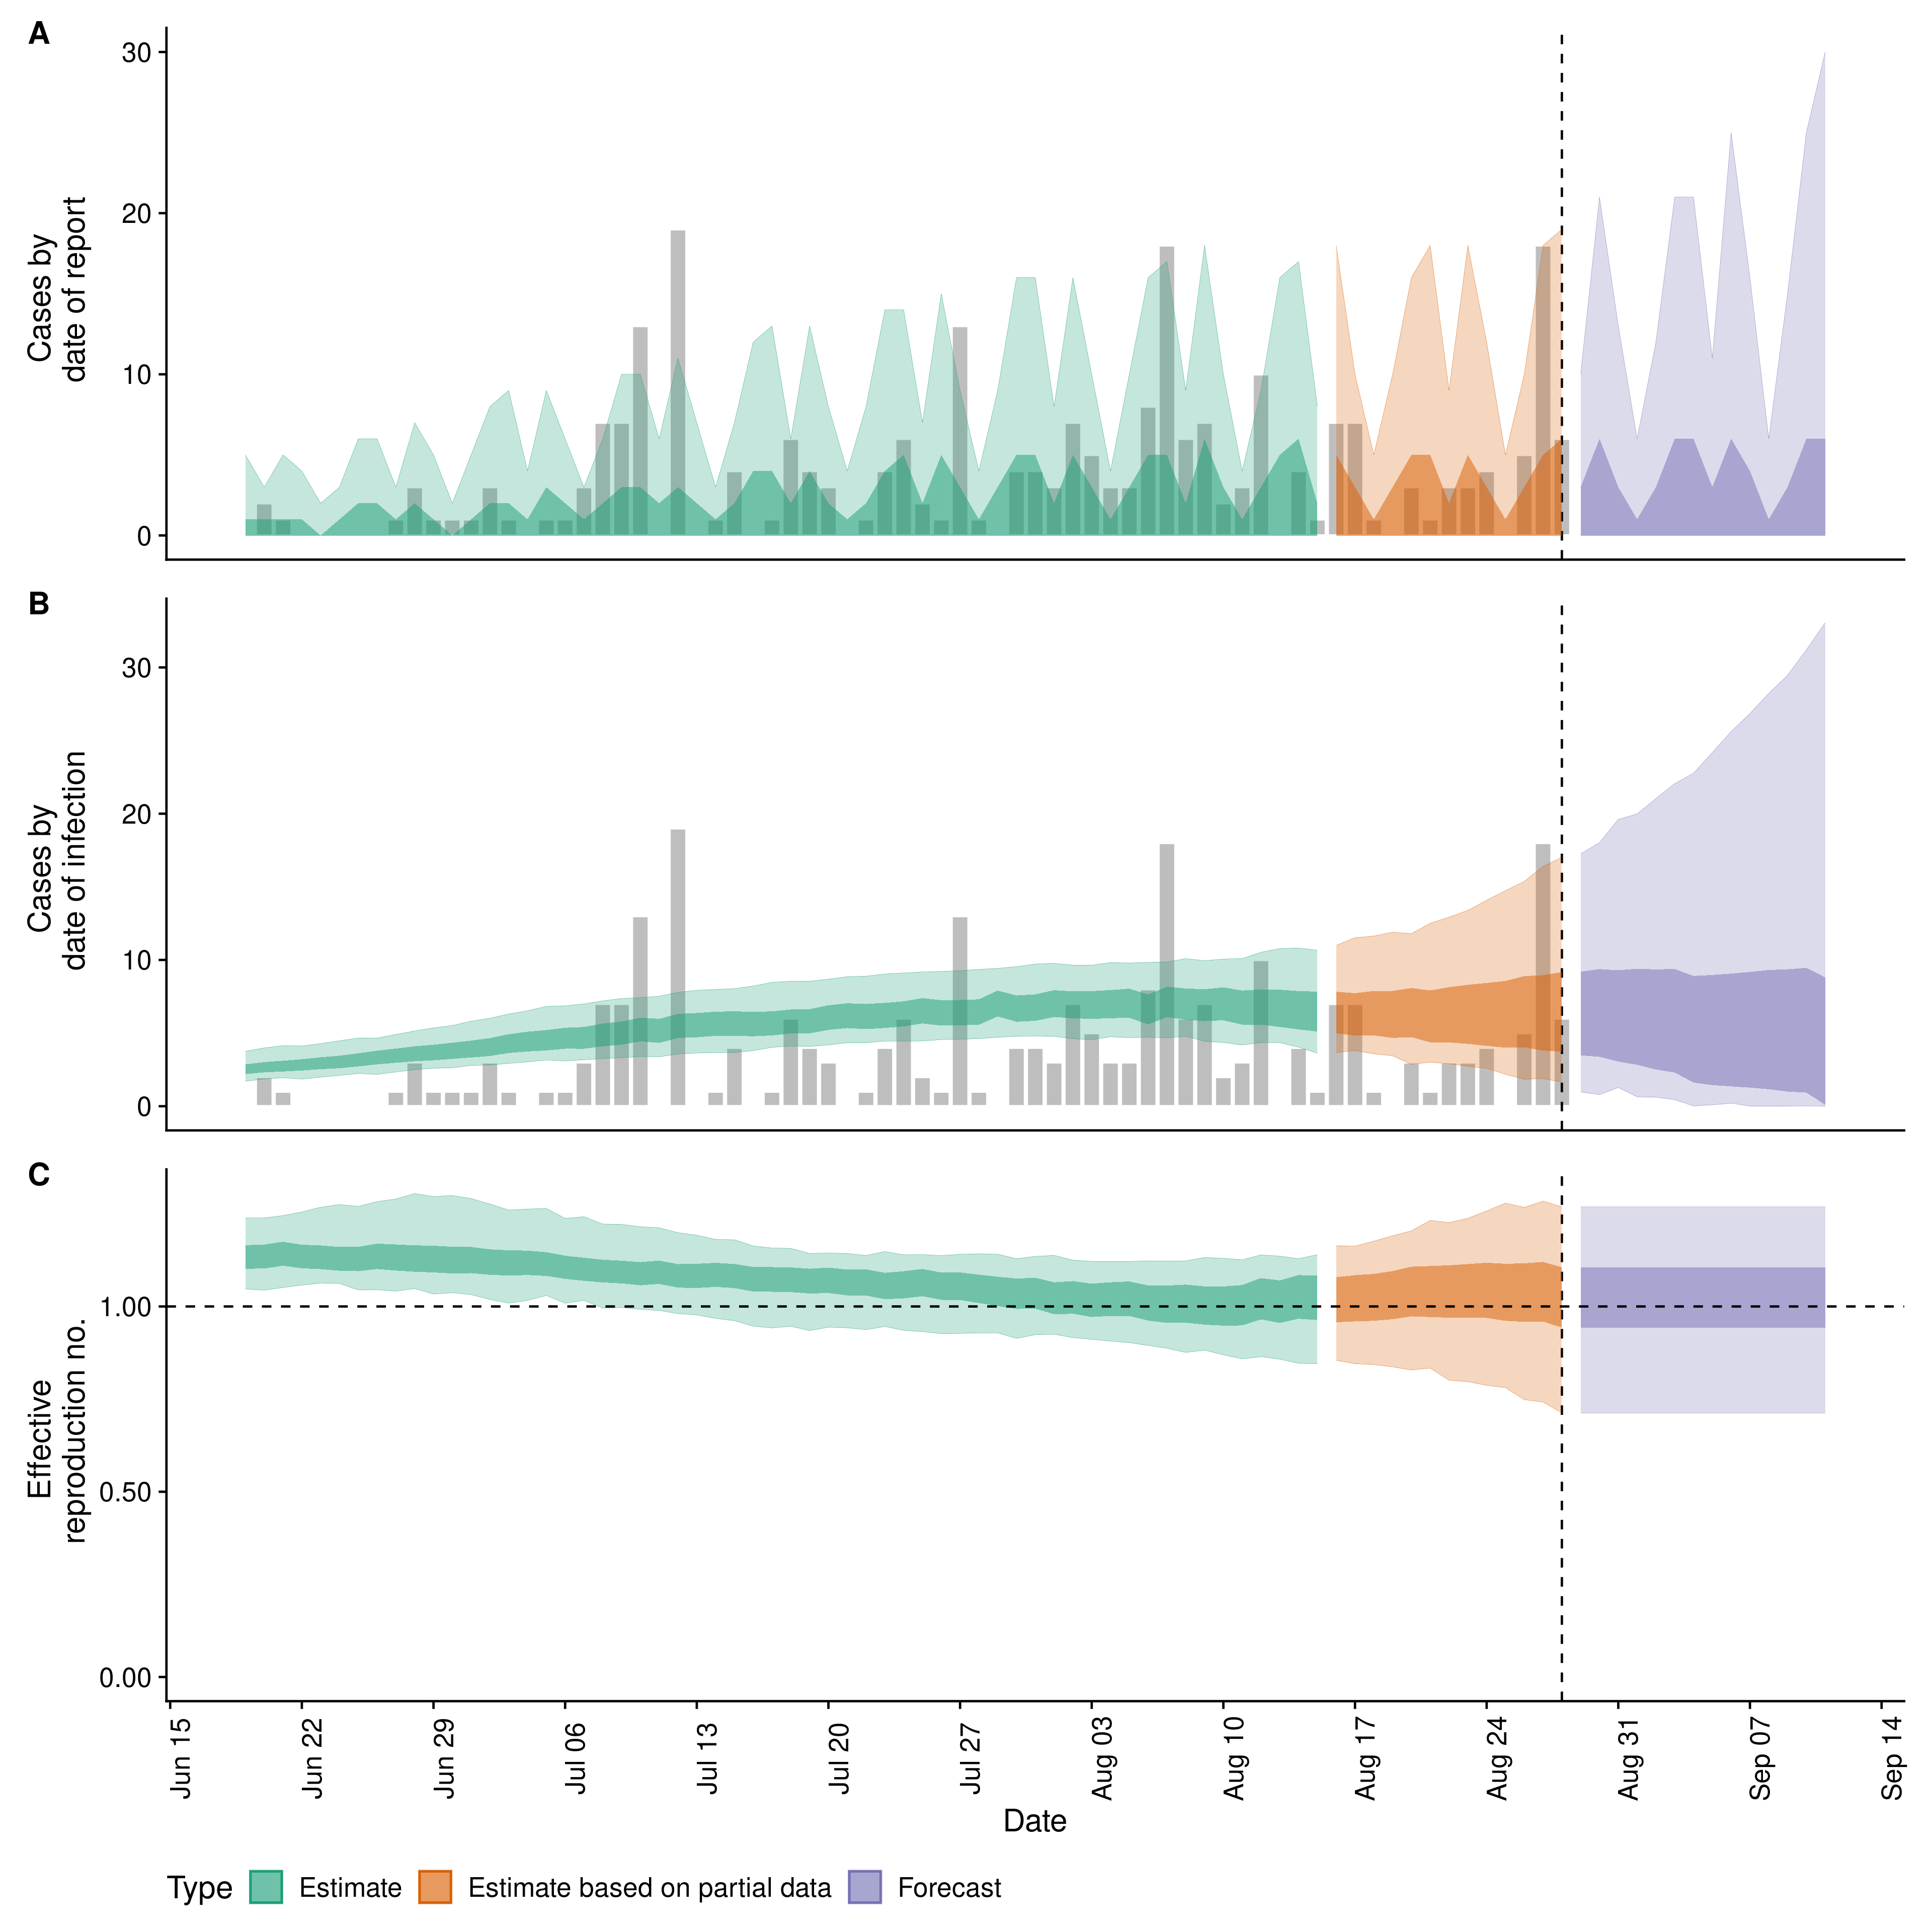 A
Cases by
date of report
30
20
10
0
B
Cases by
date of infection
30
20
10
0
C
Effective
reproduction no.
1.00
0.50
0.00
Jun 15
Jun 22
Jun 29
Jul 06
Jul 13
Jul 20
Jul 27
Aug 03
Aug 10
Aug 17
Aug 24
Aug 31
Sep 07
Sep 14
Date
Type Estimate Estimate based on partial data Forecast